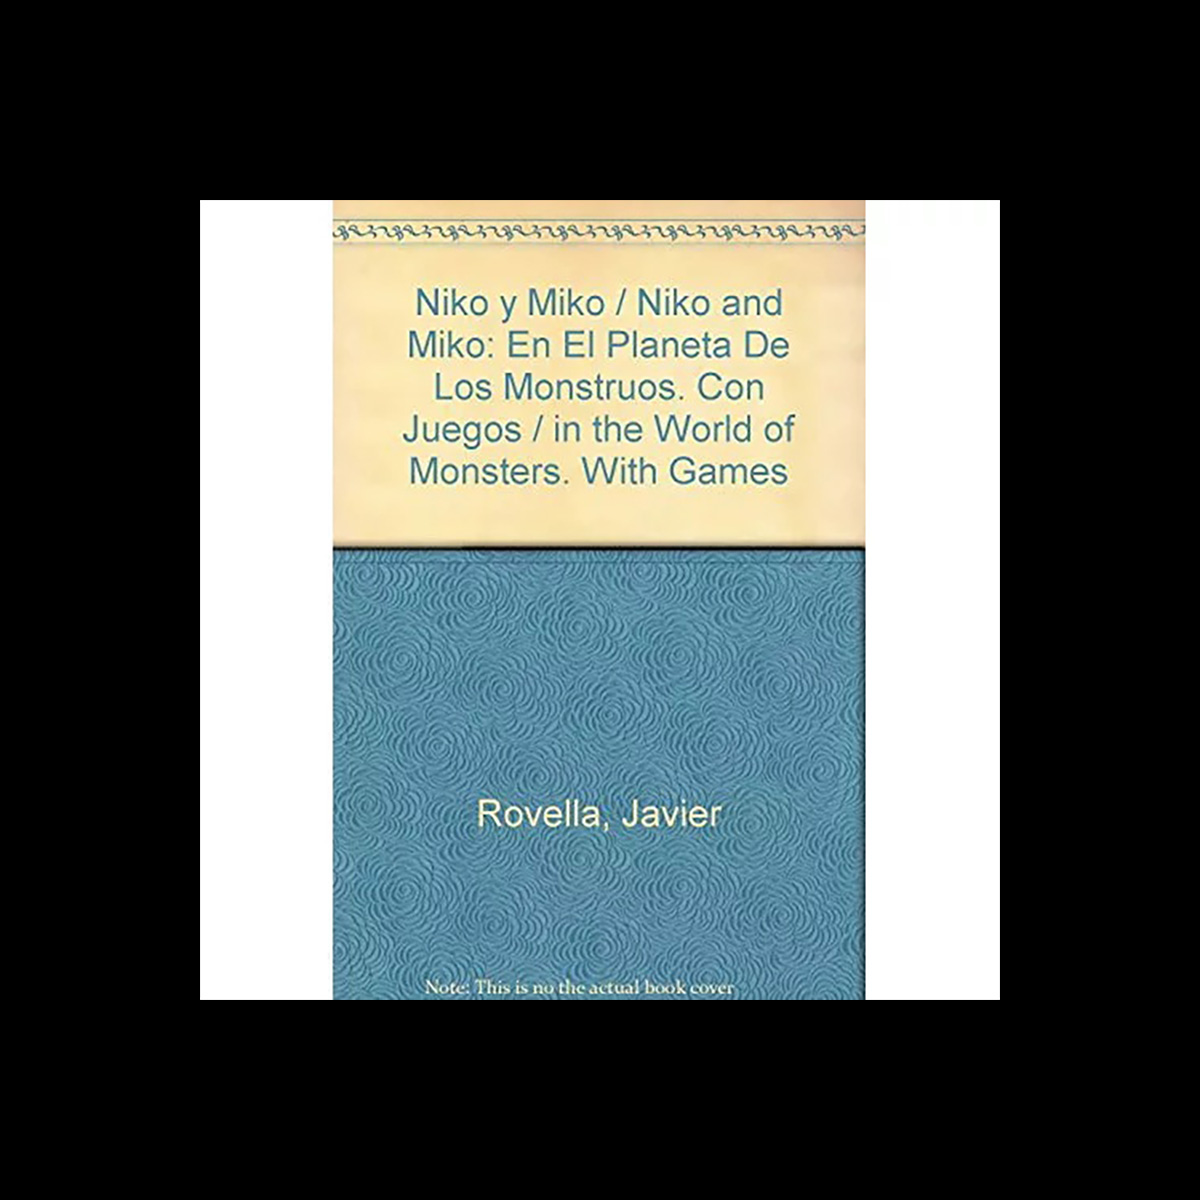 Niko y Miko / Niko and
Miko: En El Planeta De
Los Monstruos. Con
Juegos / in the World of
Monsters. With Games
Rovella, Javier
Note: This is no the actual book cover